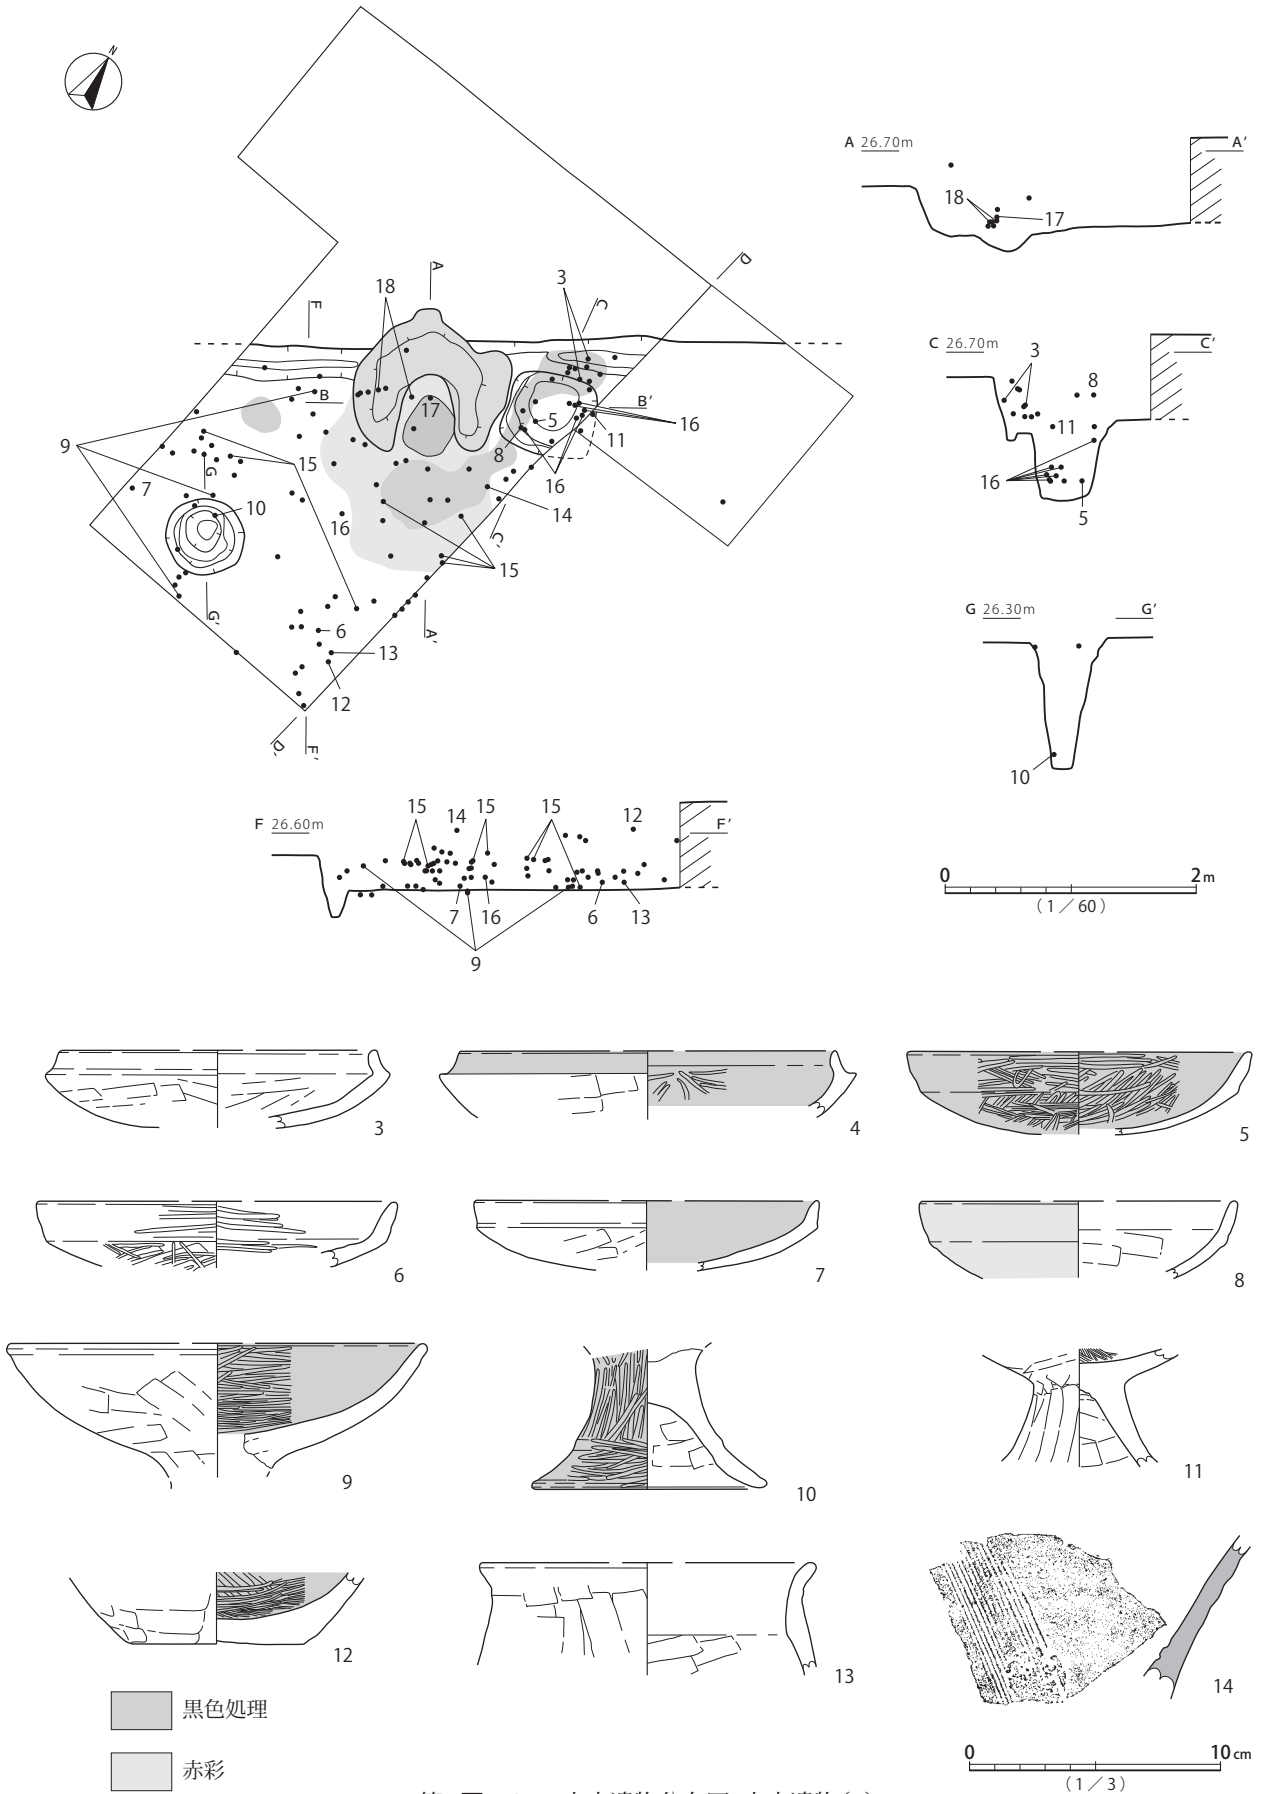 N
A 26.70m A′
18
17
A
D
F
18
3
C
C 26.70m C′
3
8
11
16
5
B
B′
17
5
16
11
8
9
15
G
16
7
10
16
14
C′
15
G′
6
A′
13
12
D′
F′
G 26.30m G′
10
15 14 15 15 12
F 26.60m F′
7 16 6 13
9
0 2m
(1／60)
3
4
5
6
7
8
9
10
11
12
13
14
黒色処理
赤彩
0 10cm
(1／3)